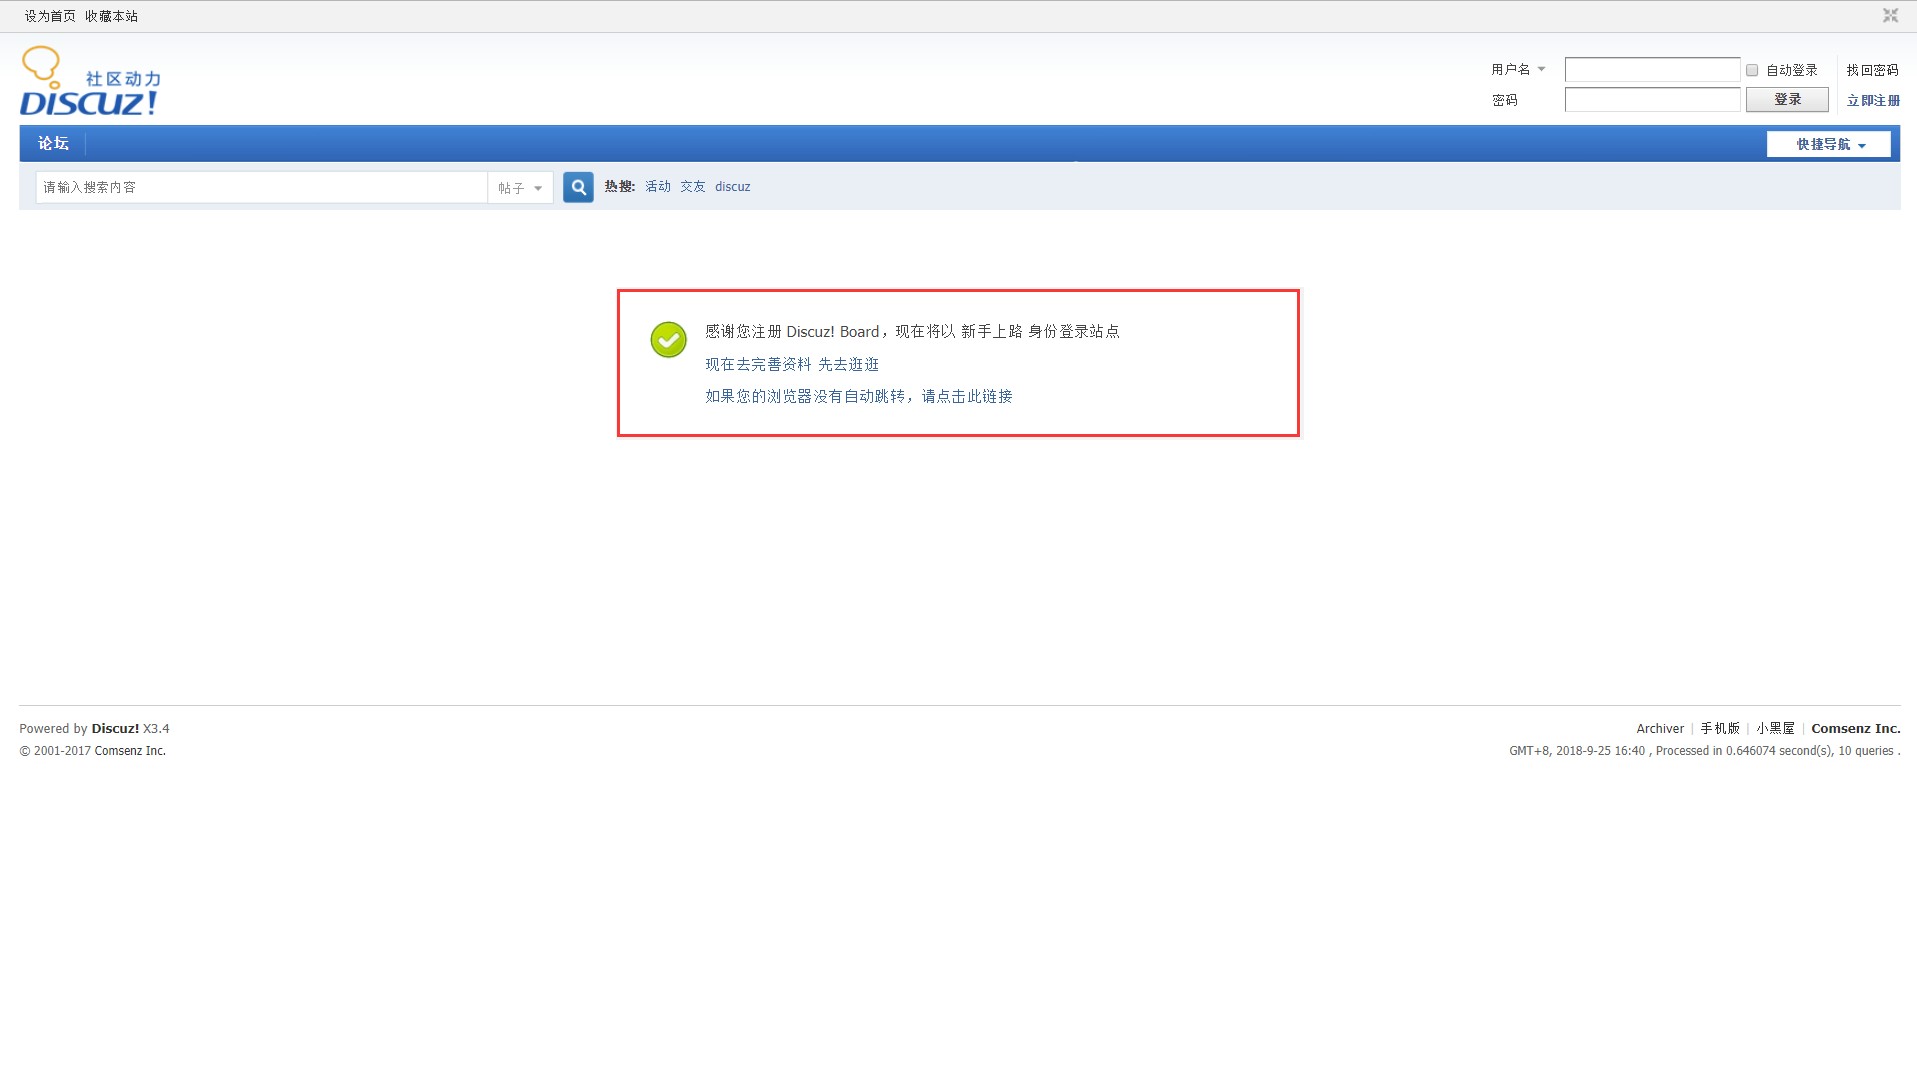 设为首页 收藏本站
社区动力
DISCUZ!
用户名
自动登录 找回密码
密码
登录 立即注册
论坛
快捷导航
请输入搜索内容 帖子 热搜: 活动 交友 discuz
感谢您注册 Discuz! Board，现在将以 新手上路 身份登录站点
现在去完善资料 先去逛逛
如果您的浏览器没有自动跳转，请点击此链接
Powered by Discuz! X3.4
© 2001-2017 Comsenz Inc.
Archiver | 手机版 | 小黑屋 | Comsenz Inc.
GMT+8, 2018-9-25 16:40 , Processed in 0.646074 second(s), 10 queries .